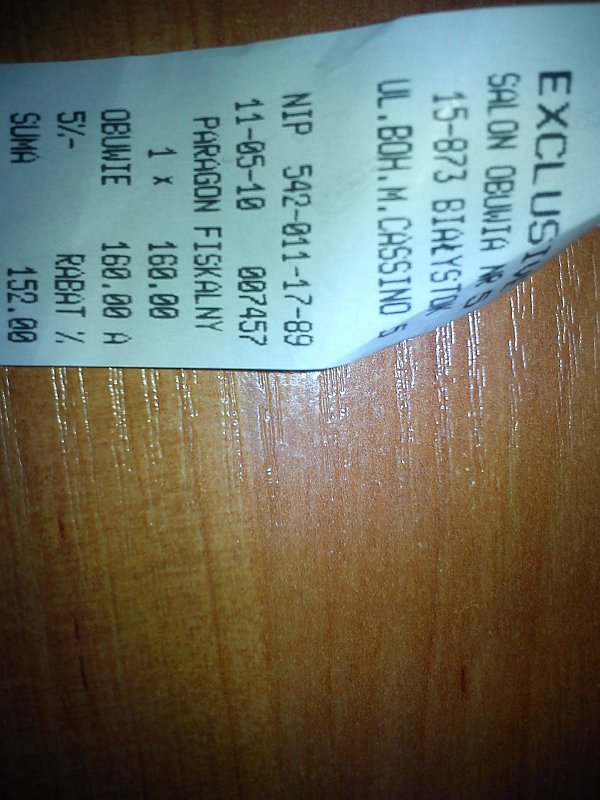 EXCLUSIV
SALON OBUWIA NR 5
15-873 BIAŁYSTOK
UL.BOH.M.CASSINO 5
NIP 542-011-17-89
11-05-10 007457
PARAGON FISKALNY
1 x 160.00
OBUWIE 160,00 A
5/- RABAT %
SUMA 152,00